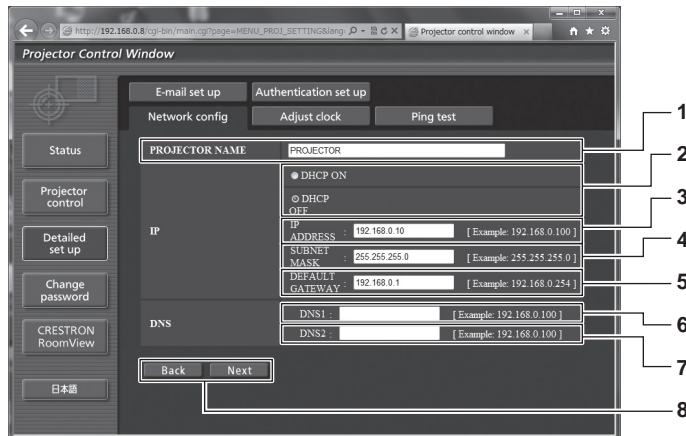 http://192.168.0.8/cgi-bin/main.cgi?page=MENU_PROJ_SETTING&lang:
Projector control window
Projector Control Window
E-mail set up
Authentication set up
Network config
Adjust clock
Ping test
Status
Projector
control
Detailed
set up
Change
password
CRESTRON
RoomView
日本語
PROJECTOR NAME
PROJECTOR
IP
DHCP ON
DHCP
OFF
IP
ADDRESS : 192.168.0.10 [ Example: 192.168.0.100 ]
SUBNET
MASK : 255.255.255.0 [ Example: 255.255.255.0 ]
DEFAULT
GATEWAY : 192.168.0.1 [ Example: 192.168.0.254 ]
DNS
DNS1 : [ Example: 192.168.0.100 ]
DNS2 : [ Example: 192.168.0.100 ]
Back
Next
1
2
3
4
5
6
7
8